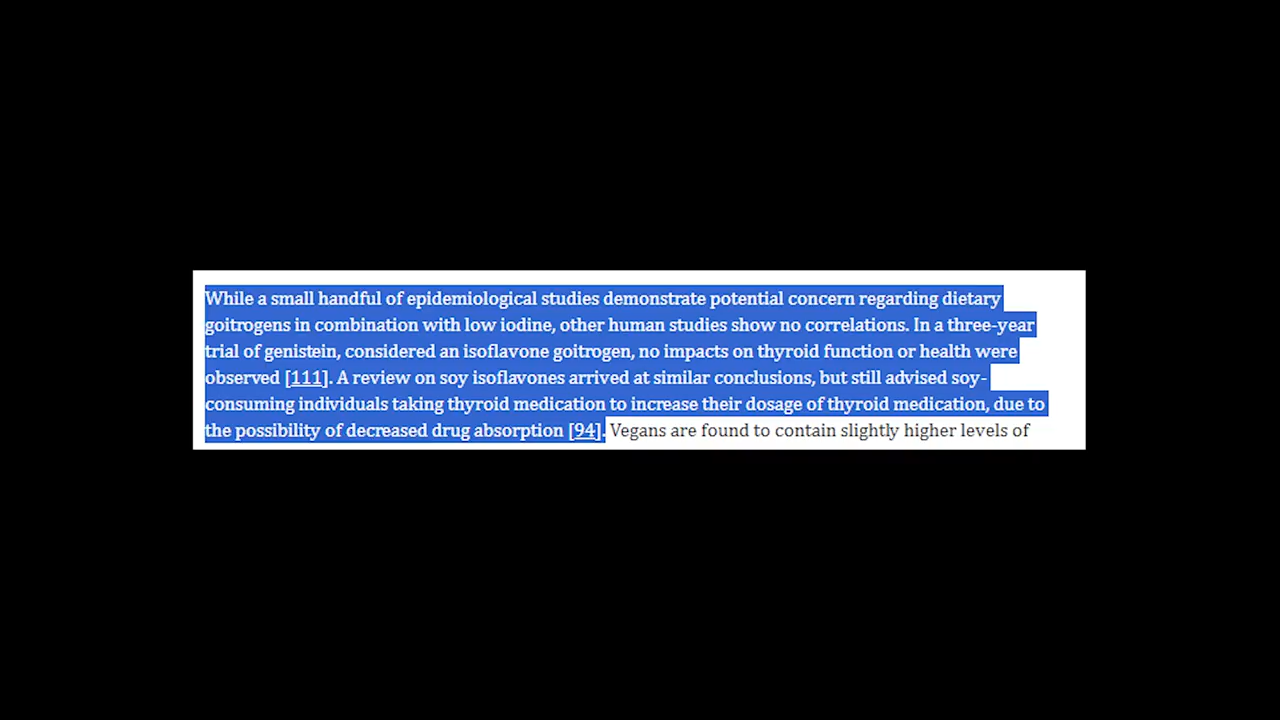 While a small handful of epidemiological studies demonstrate potential concern regarding dietary
goitrogens in combination with low iodine, other human studies show no correlations. In a three-year
trial of genistein, considered an isoflavone goitrogen, no impacts on thyroid function or health were
observed [111]. A review on soy isoflavones arrived at similar conclusions, but still advised soy-
consuming individuals taking thyroid medication to increase their dosage of thyroid medication, due to
the possibility of decreased drug absorption [94]. Vegans are found to contain slightly higher levels of